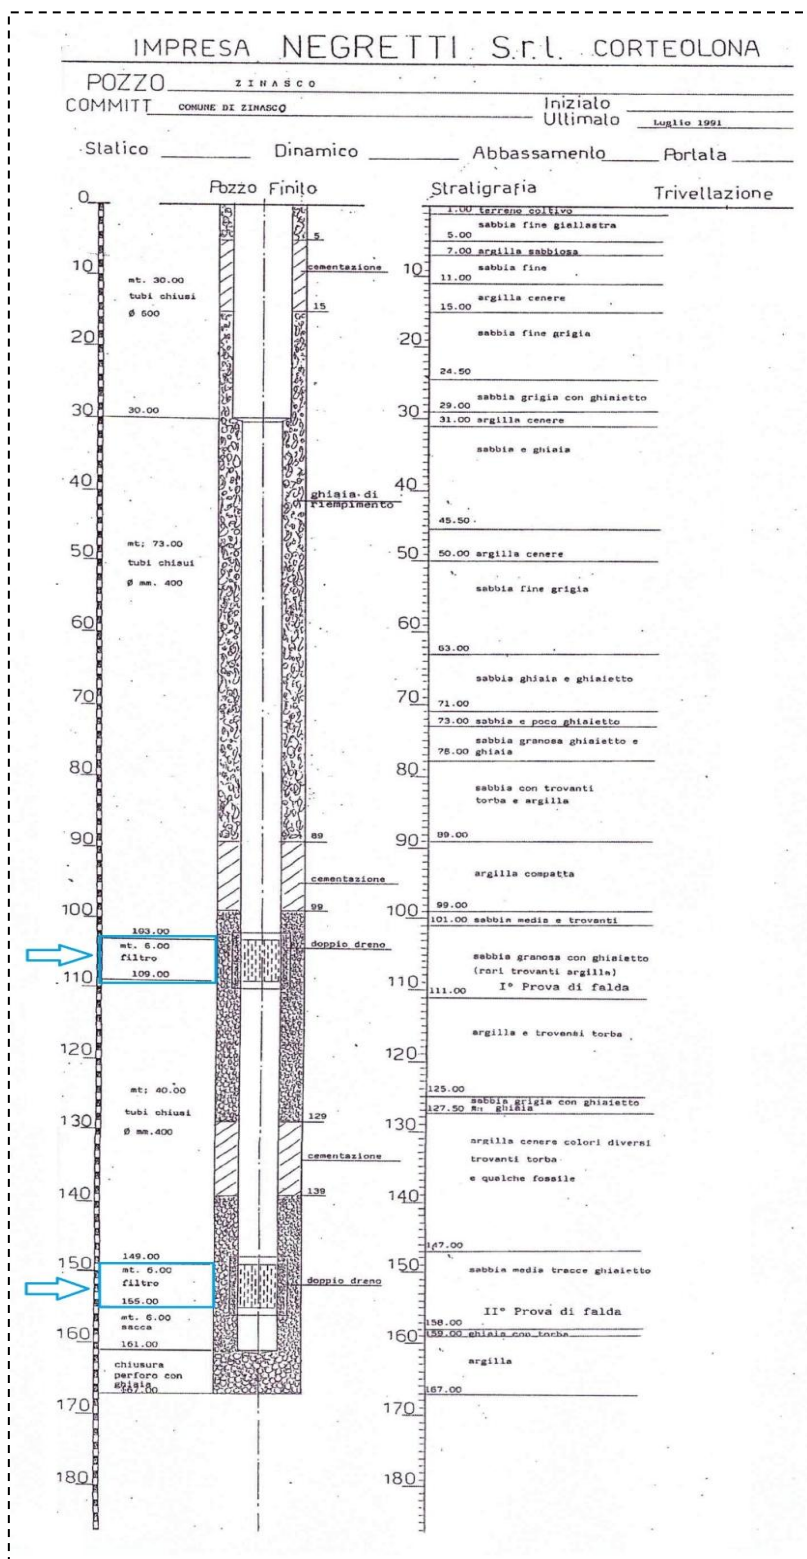 IMPRESA NEGRETTI S.r.l. CORTEOLONA
POZZO ZINASCO
COMMITT COMUNE DI ZINASCO
Iniziato
Ultimato Luglio 1991
Statico Dinamico Abbassamento Portata
Pozzo Finito
Stratigrafia
Trivellazione
0
10
20
30
40
50
60
70
80
90
100
110
120
130
140
150
160
170
180
mt. 30.00
tubi chiusi
Ø 600
30.00
mt; 73.00
tubi chiusi
Ø mm. 400
103.00
mt. 6.00
filtro
109.00
mt; 40.00
tubi chiusi
Ø mm.400
149.00
mt. 6.00
filtro
155.00
mt. 6.00
sacca
161.00
chiusura
perforo con
ghiaia
167.00
5
cementazione
15
ghiaia di
riempimento
89
cementazione
99
doppio dreno
129
cementazione
139
doppio dreno
10
20
30
40
50
60
70
80
90
100
110
120
130
140
150
160
170
180
1.00 terreno coltivo
sabbia fine giallastra
5.00
7.00 argilla sabbiosa
sabbia fine
11.00
argilla cenere
15.00
sabbia fine grigia
24.50
sabbia grigia con ghiaietto
29.00
31.00 argilla cenere
sabbia e ghiaia
45.50
50.00 argilla cenere
sabbia fine grigia
63.00
sabbia ghiaia e ghiaietto
71.00
73.00 sabbia e poco ghiaietto
sabbia granosa ghiaietto e
78.00 ghiaia
sabbia con trovanti
torba e argilla
89.00
argilla compatta
99.00
101.00 sabbia media e trovanti
sabbia granosa con ghiaietto
(rari trovanti argilla)
I° Prova di falda
111.00
argilla e trovanti torba
125.00
sabbia grigia con ghiaietto
127.50 ghiaia
argilla cenere colori diversi
trovanti torba
e qualche fossile
147.00
sabbia media tracce ghiaietto
II° Prova di falda
158.00
159.00 ghiaia con torba
argilla
167.00